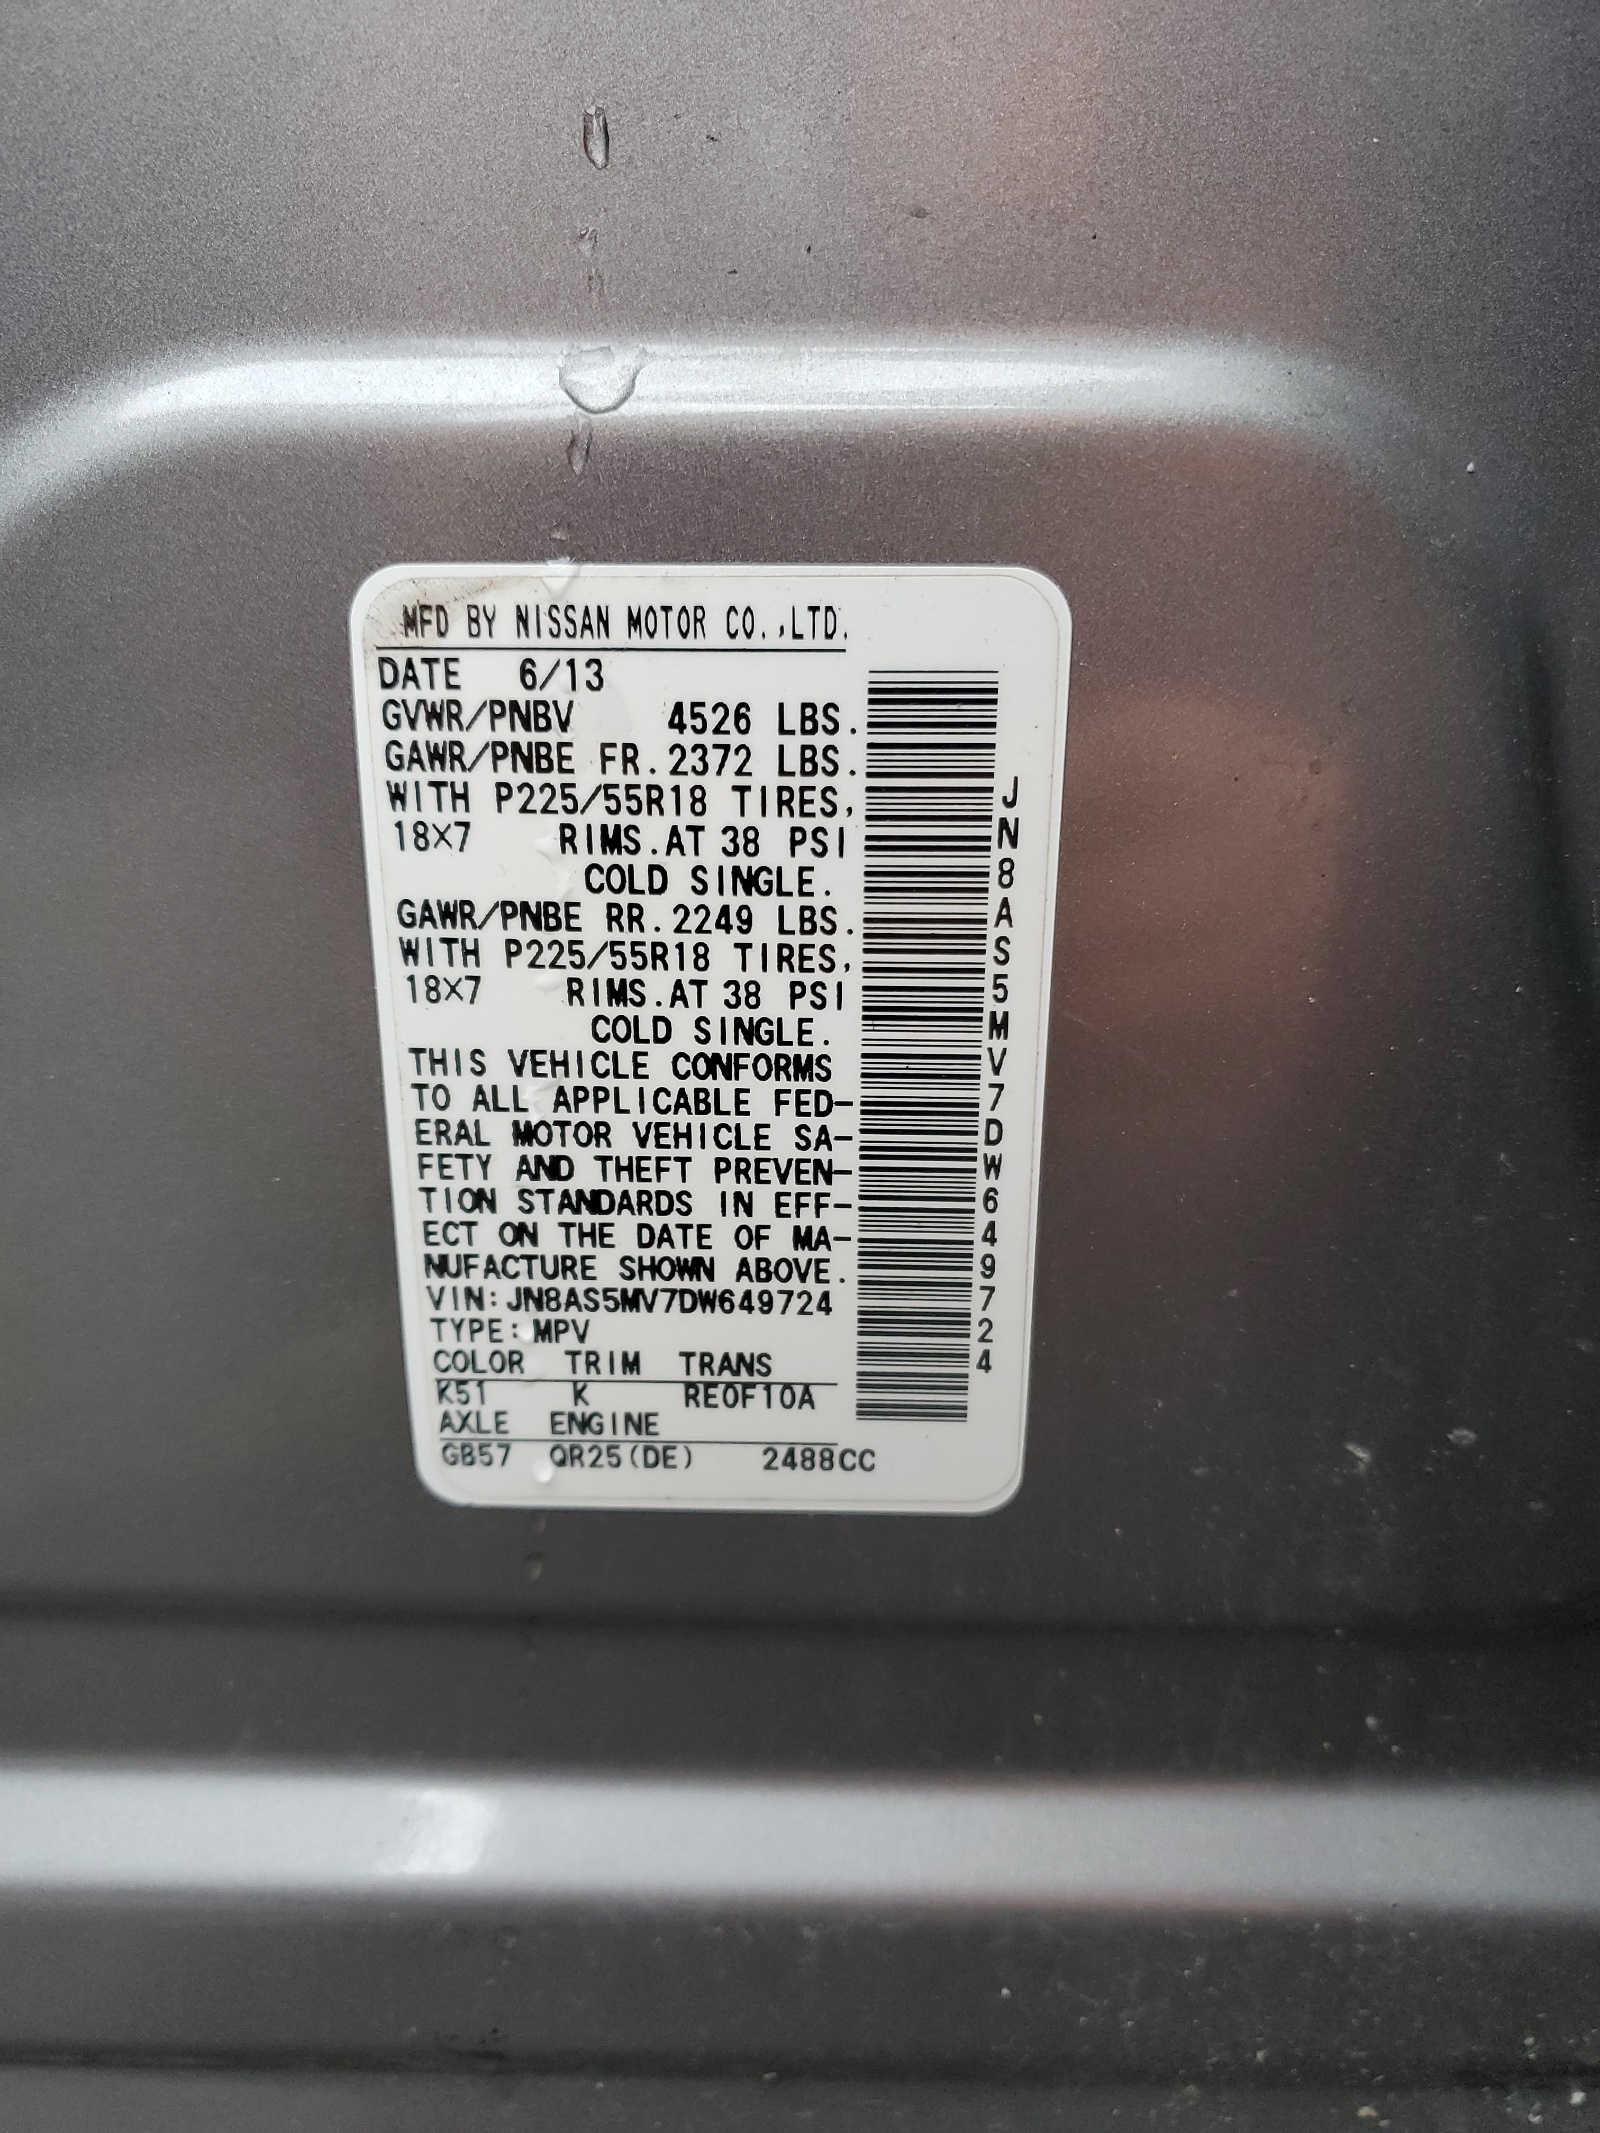 MFD BY NISSAN MOTOR CO.,LTD.
DATE 6/13
GVWR/PNBV 4526 LBS.
GAWR/PNBE FR. 2372 LBS.
WITH P225/55R18 TIRES,
18X7 RIMS.AT 38 PSI
COLD SINGLE.
GAWR/PNBE RR. 2249 LBS.
WITH P225/55R18 TIRES,
18X7 RIMS.AT 38 PSI
COLD SINGLE.
THIS VEHICLE CONFORMS
TO ALL APPLICABLE FED-
ERAL MOTOR VEHICLE SA-
FETY AND THEFT PREVEN-
TION STANDARDS IN EFF-
ECT ON THE DATE OF MA-
NUFACTURE SHOWN ABOVE.
VIN: JN8AS5MV7DW649724
TYPE: MPV
COLOR TRIM TRANS
K51 K RE0F10A
AXLE ENGINE
GB57 QR25(DE) 2488CC
JN8AS5MV7DW649724